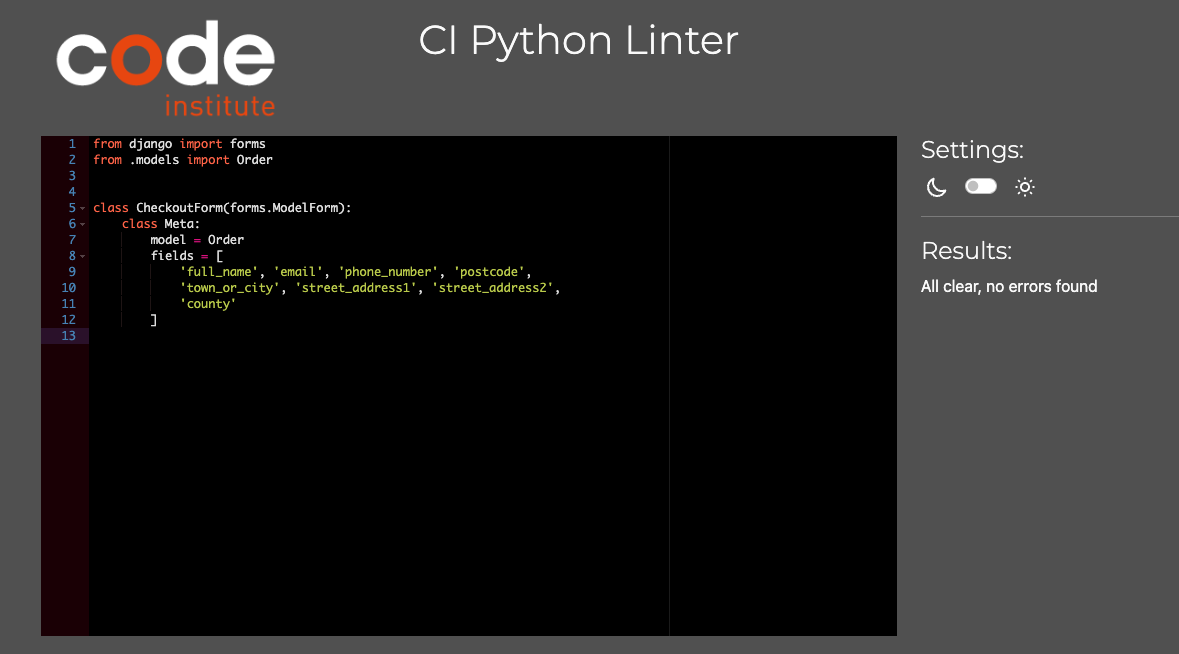 code
institute
CI Python Linter
1 from django import forms
2 from .models import Order
3
4
5 class CheckoutForm(forms.ModelForm):
6     class Meta:
7         model = Order
8         fields = [
9             'full_name', 'email', 'phone_number', 'postcode',
10             'town_or_city', 'street_address1', 'street_address2',
11             'county'
12         ]
13
Settings:
Results:
All clear, no errors found